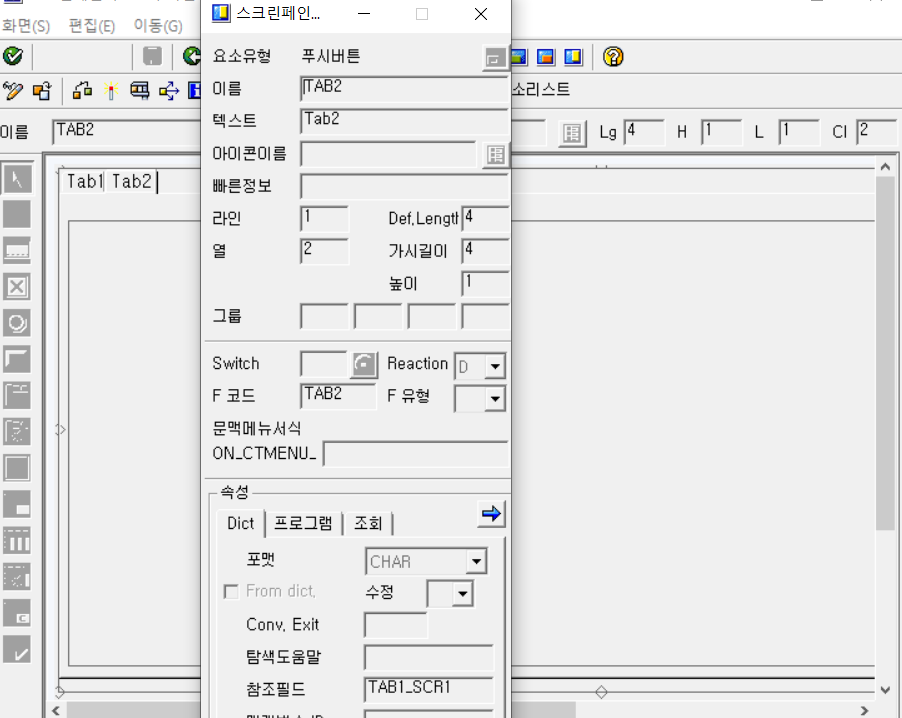 스크린페인...
화면(S) 편집(E) 이동(G)
요소유형 푸시버튼
이름 TAB2
텍스트 Tab2
아이콘이름
빠른정보
라인 1 Def.Length 4
열 2 가시길이 4
높이 1
그룹
Switch Reaction D
F 코드 TAB2 F 유형
문맥메뉴서식
ON_CTMENU_
속성
Dict 프로그램 조회
포맷 CHAR
From dict. 수정
Conv. Exit
탐색도움말
참조필드 TAB1_SCR1
소리스트
이름 TAB2 Lg 4 H 1 L 1 Cl 2
Tab1 Tab2